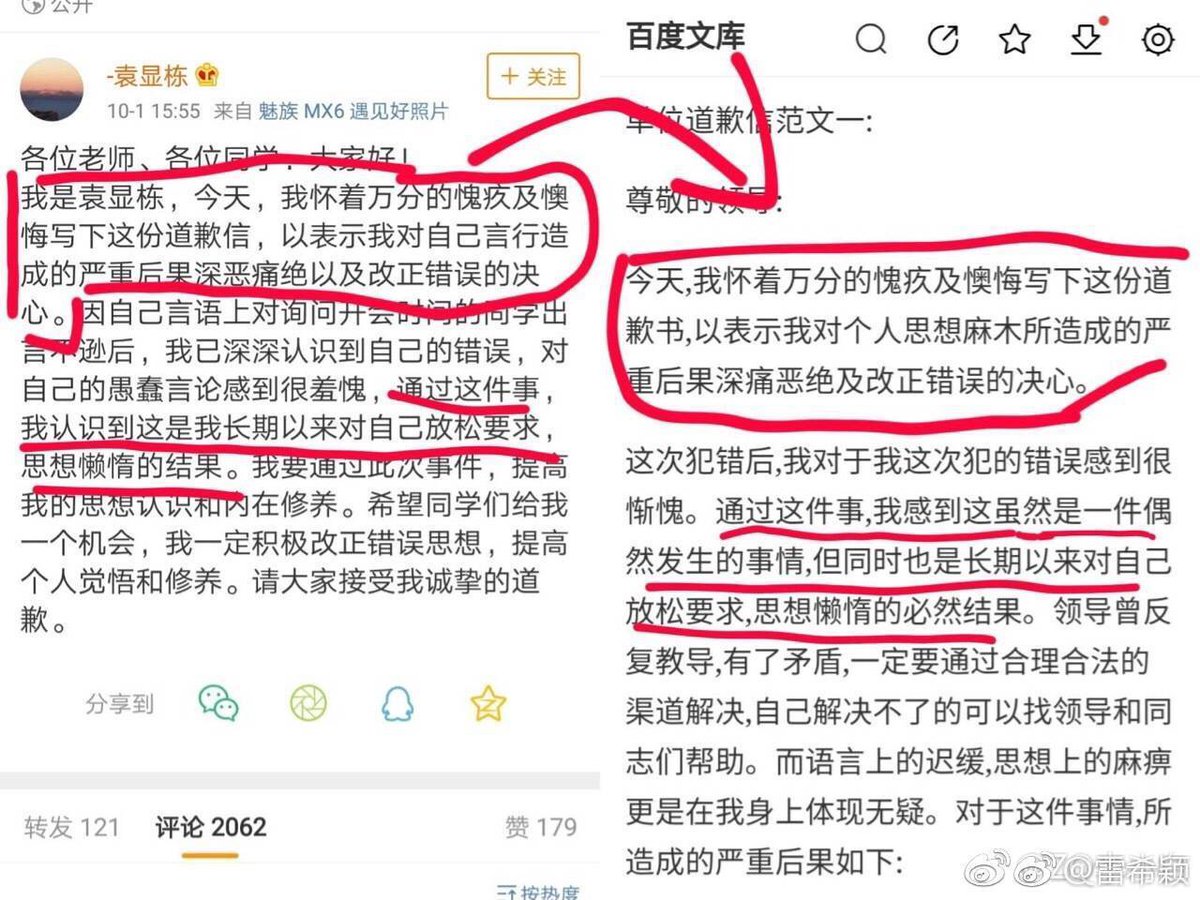 公开
-袁显栋
+ 关注
10-1 15:55 来自 魅族 MX6 遇见好照片
各位老师、各位同学：大家好！
我是袁显栋，今天，我怀着万分的愧疚及懊
悔写下这份道歉信，以表示我对自己言行造
成的严重后果深恶痛绝以及改正错误的决
心。因自己言语上对询问开会时间的同学出
言不逊后，我已深深认识到自己的错误，对
自己的愚蠢言论感到很羞愧，通过这件事，
我认识到这是我长期以来对自己放松要求，
思想懒惰的结果。我要通过此次事件，提高
我的思想认识和内在修养。希望同学们给我
一个机会，我一定积极改正错误思想，提高
个人觉悟和修养。请大家接受我诚挚的道
歉。
分享到
转发 121 评论 2062 赞 179
按热度
百度文库
单位道歉信范文一:
尊敬的领导:
今天,我怀着万分的愧疚及懊悔写下这份道
歉书,以表示我对个人思想麻木所造成的严
重后果深痛恶绝及改正错误的决心。
这次犯错后,我对于我这次犯的错误感到很
惭愧。通过这件事,我感到这虽然是一件偶
然发生的事情,但同时也是长期以来对自己
放松要求,思想懒惰的必然结果。领导曾反
复教导,有了矛盾,一定要通过合理合法的
渠道解决,自己解决不了的可以找领导和同
志们帮助。而语言上的迟缓,思想上的麻痹
更是在我身上体现无疑。对于这件事情,所
造成的严重后果如下:
@雷希颖